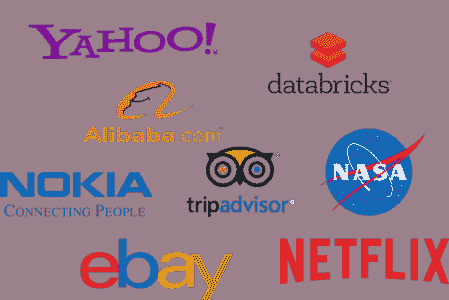 YAHOO!
databricks
Alibaba.com
NOKIA
CONNECTING PEOPLE
tripadvisor
NASA
ebay
NETFLIX